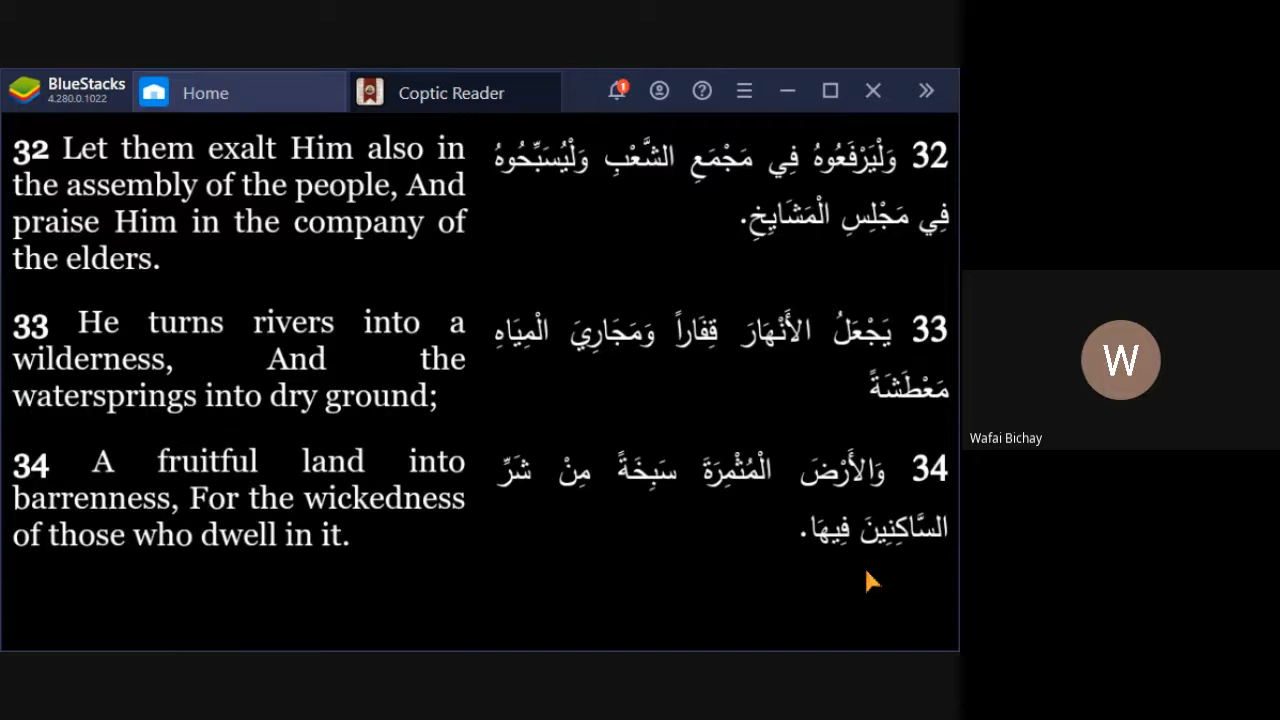 BlueStacks
4.280.0.1022
Home
Coptic Reader
1
32 Let them exalt Him also in
the assembly of the people, And
praise Him in the company of
the elders.
32 وَلْيَرْفَعُوهُ فِي مَجْمَعِ الشَّعْبِ وَلْيُسَبِّحُوهُ
فِي مَجْلِسِ الْمَشَايِخِ.
33 He turns rivers into a
wilderness, And the
watersprings into dry ground;
33 يَجْعَلُ الأَنْهَارَ قِفَاراً وَمَجَارِيَ الْمِيَاهِ
مَعْطَشَةً
34 A fruitful land into
barrenness, For the wickedness
of those who dwell in it.
34 وَالأَرْضَ الْمُثْمِرَةَ سَبِخَةً مِنْ شَرِّ
السَّاكِنِينَ فِيهَا.
W
Wafai Bichay